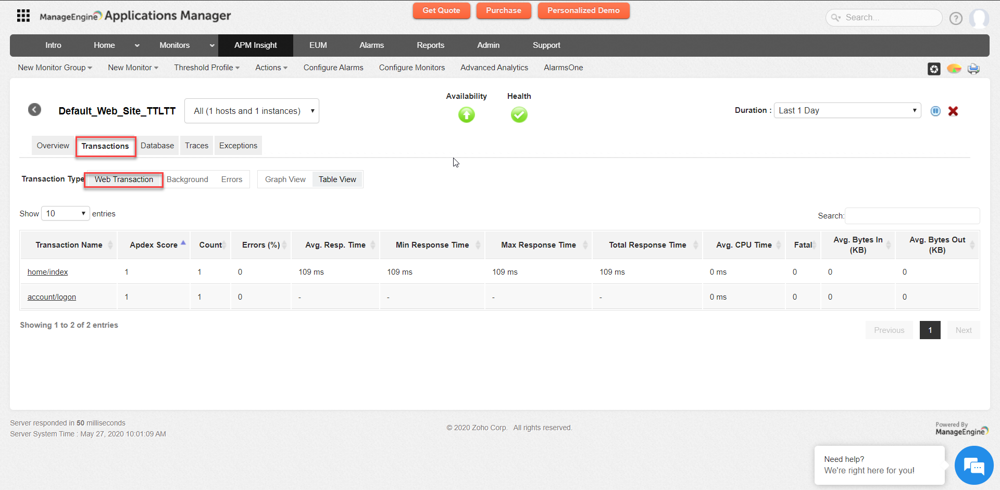 ManageEngine Applications Manager
Get Quote
Purchase
Personalized Demo
Search...
?
Intro
Home
Monitors
APM Insight
EUM
Alarms
Reports
Admin
Support
New Monitor Group
New Monitor
Threshold Profile
Actions
Configure Alarms
Configure Monitors
Advanced Analytics
AlarmsOne
Default_Web_Site_TTLTT
All (1 hosts and 1 instances)
Availability
Health
Duration :
Last 1 Day
Overview
Transactions
Database
Traces
Exceptions
Transaction Type
Web Transaction
Background
Errors
Graph View
Table View
Show 10 entries
Search:
Transaction Name Apdex Score Count Errors (%) Avg. Resp. Time Min Response Time Max Response Time Total Response Time Avg. CPU Time Fatal Avg. Bytes In (KB) Avg. Bytes Out (KB)
home/index 1 1 0 109 ms 109 ms 109 ms 109 ms 0 ms 0 0 0
account/logon 1 1 0 - - - - 0 ms 0 0 0
Showing 1 to 2 of 2 entries
Previous
1
Next
Server responded in 50 milliseconds
Server System Time : May 27, 2020 10:01:09 AM
© 2020 Zoho Corp. All rights reserved.
Powered By
ManageEngine
Need help?
We're right here for you!